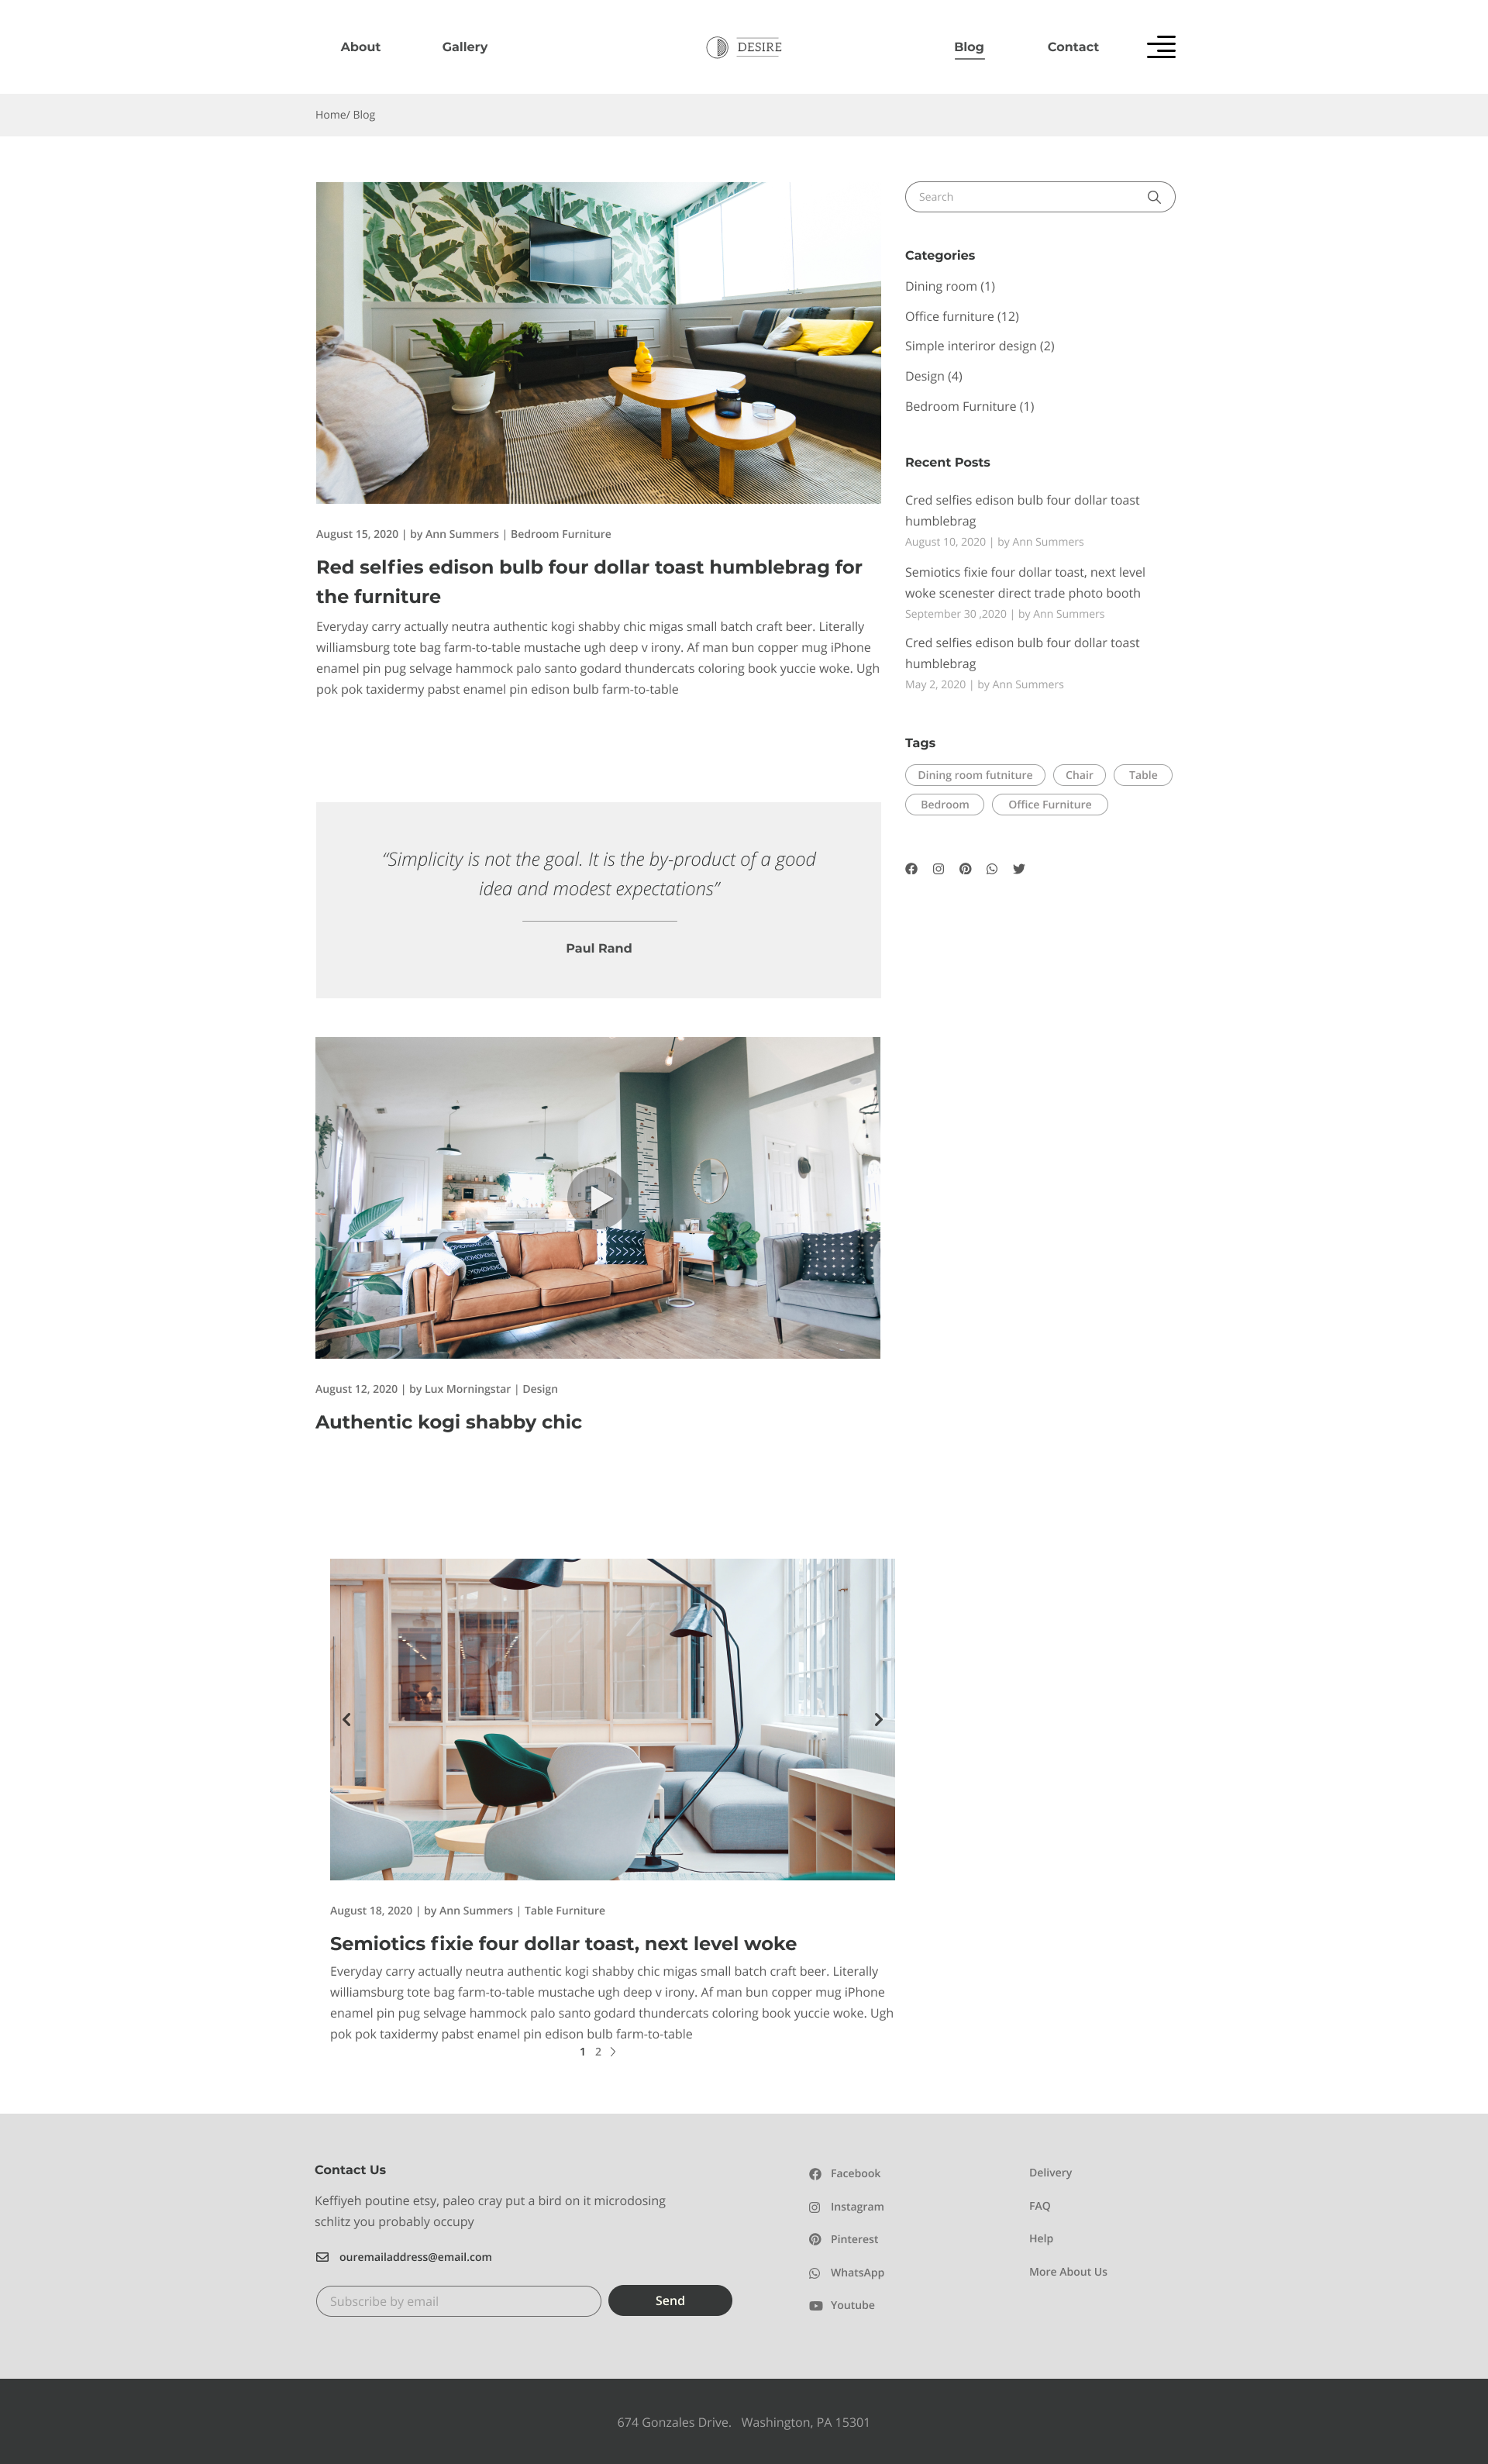 About
Gallery
DESIRE
Blog
Contact
Home/ Blog
August 15, 2020 | by Ann Summers | Bedroom Furniture
Red selfies edison bulb four dollar toast humblebrag for
the furniture
Everyday carry actually neutra authentic kogi shabby chic migas small batch craft beer. Literally
williamsburg tote bag farm-to-table mustache ugh deep v irony. Af man bun copper mug iPhone
enamel pin pug selvage hammock palo santo godard thundercats coloring book yuccie woke. Ugh
pok pok taxidermy pabst enamel pin edison bulb farm-to-table
“Simplicity is not the goal. It is the by-product of a good
idea and modest expectations”
Paul Rand
August 12, 2020 | by Lux Morningstar | Design
Authentic kogi shabby chic
August 18, 2020 | by Ann Summers | Table Furniture
Semiotics fixie four dollar toast, next level woke
Everyday carry actually neutra authentic kogi shabby chic migas small batch craft beer. Literally
williamsburg tote bag farm-to-table mustache ugh deep v irony. Af man bun copper mug iPhone
enamel pin pug selvage hammock palo santo godard thundercats coloring book yuccie woke. Ugh
pok pok taxidermy pabst enamel pin edison bulb farm-to-table
1 2
Search
Categories
Dining room (1)
Office furniture (12)
Simple interiror design (2)
Design (4)
Bedroom Furniture (1)
Recent Posts
Cred selfies edison bulb four dollar toast
humblebrag
August 10, 2020 | by Ann Summers
Semiotics fixie four dollar toast, next level
woke scenester direct trade photo booth
September 30 ,2020 | by Ann Summers
Cred selfies edison bulb four dollar toast
humblebrag
May 2, 2020 | by Ann Summers
Tags
Dining room futniture
Chair
Table
Bedroom
Office Furniture
Contact Us
Keffiyeh poutine etsy, paleo cray put a bird on it microdosing
schlitz you probably occupy
ouremailaddress@email.com
Subscribe by email
Send
Facebook
Instagram
Pinterest
WhatsApp
Youtube
Delivery
FAQ
Help
More About Us
674 Gonzales Drive. Washington, PA 15301